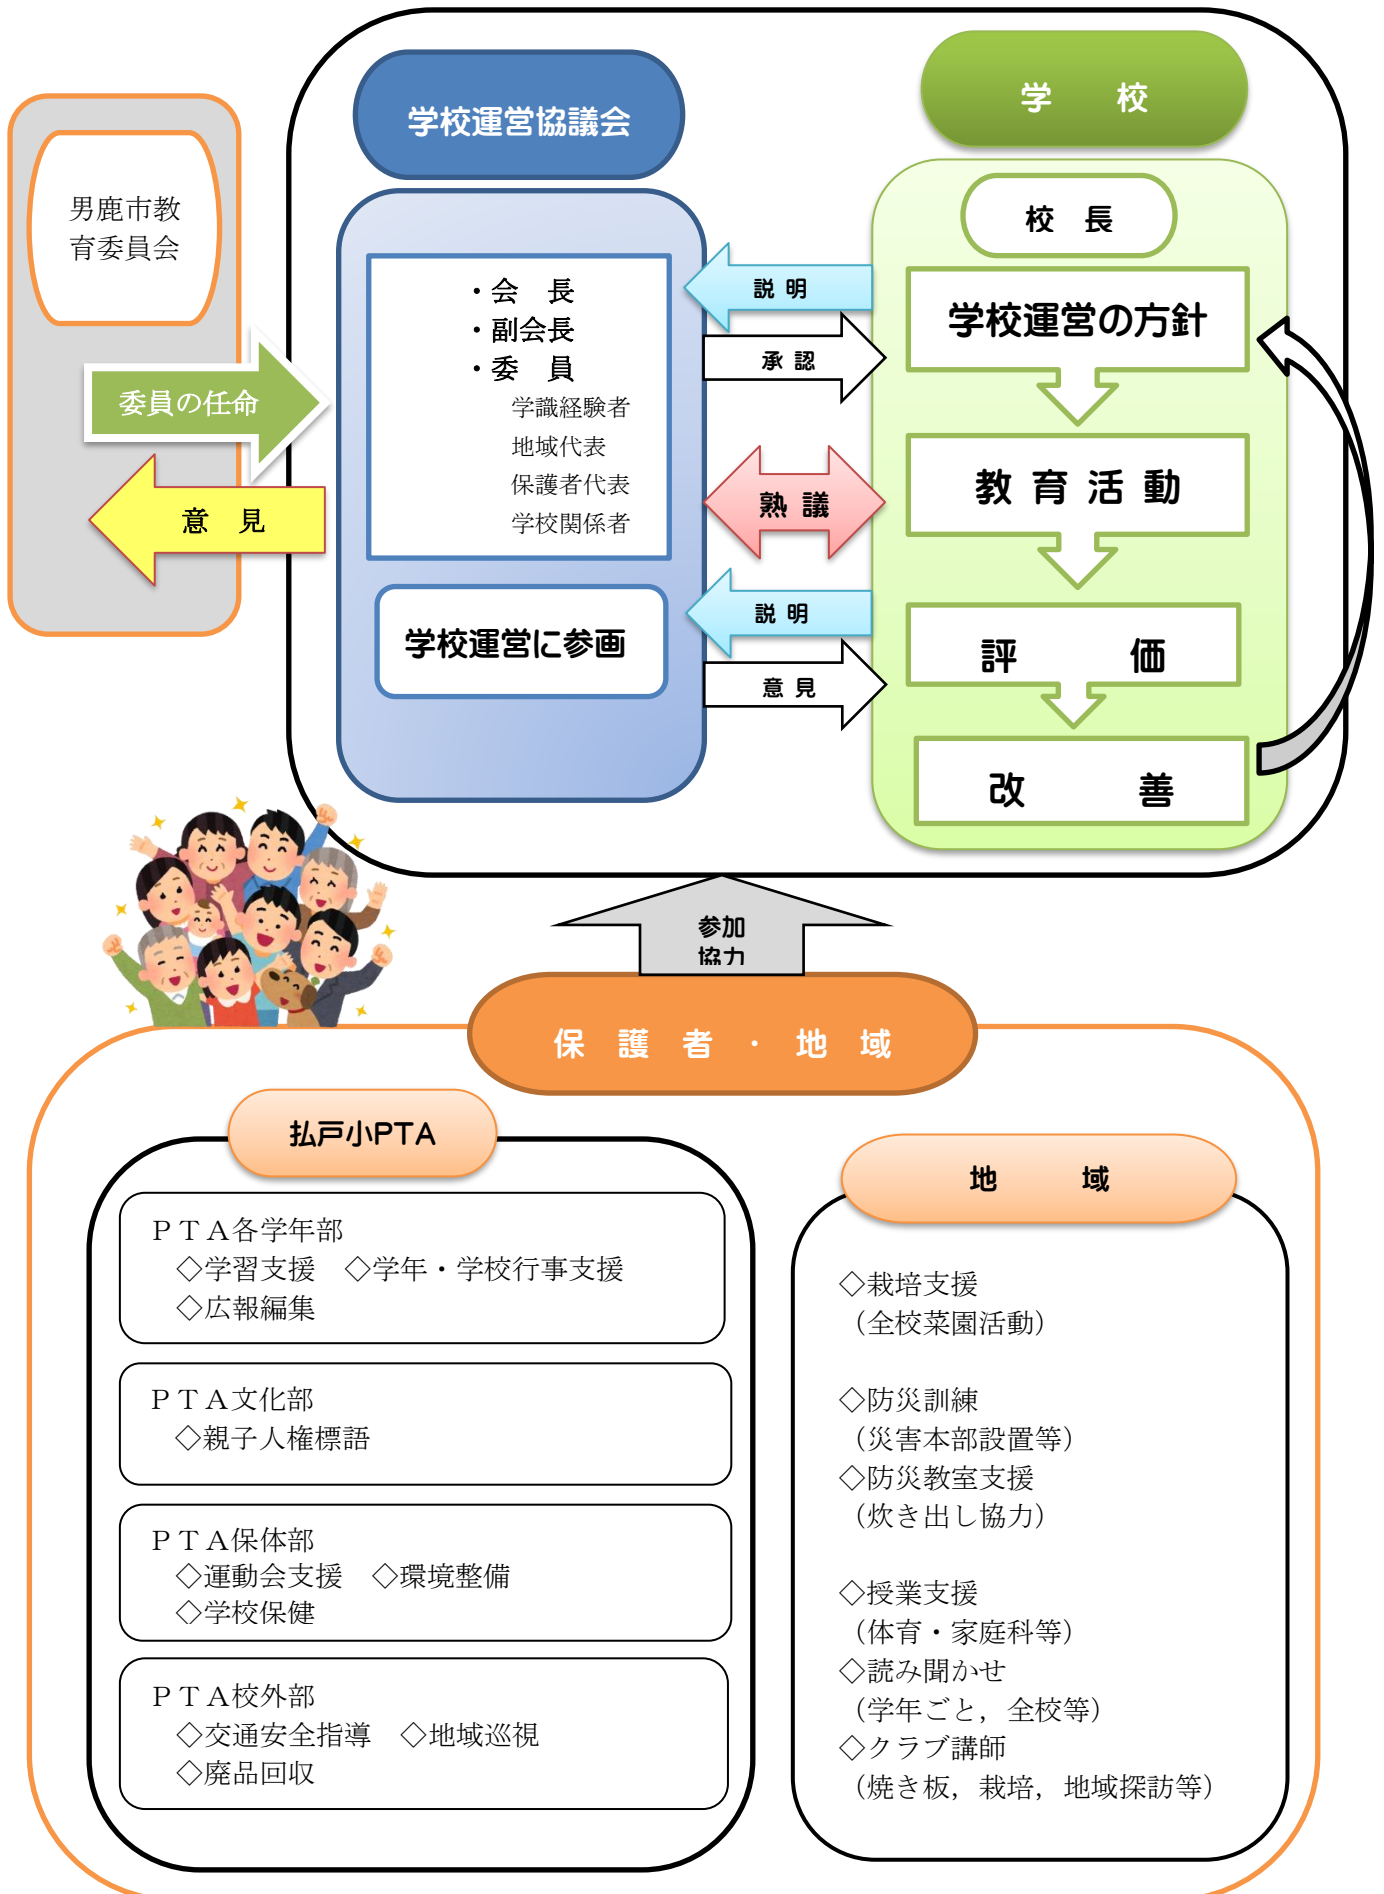 学校運営協議会
学　　校
男鹿市教
育委員会
委員の任命
意　見
・会　長
・副会長
・委　員
学識経験者
地域代表
保護者代表
学校関係者
学校運営に参画
説 明
承 認
熟 議
説 明
意 見
校　長
学校運営の方針
教 育 活 動
評　　　価
改　　　善
参加
協力
保　護　者　・　地　域
払戸小PTA
ＰＴＡ各学年部
◇学習支援　◇学年・学校行事支援
◇広報編集
ＰＴＡ文化部
◇親子人権標語
ＰＴＡ保体部
◇運動会支援　◇環境整備
◇学校保健
ＰＴＡ校外部
◇交通安全指導　◇地域巡視
◇廃品回収
地　　　域
◇栽培支援
（全校菜園活動）
◇防災訓練
（災害本部設置等）
◇防災教室支援
（炊き出し協力）
◇授業支援
（体育・家庭科等）
◇読み聞かせ
（学年ごと，全校等）
◇クラブ講師
（焼き板，栽培，地域探訪等）